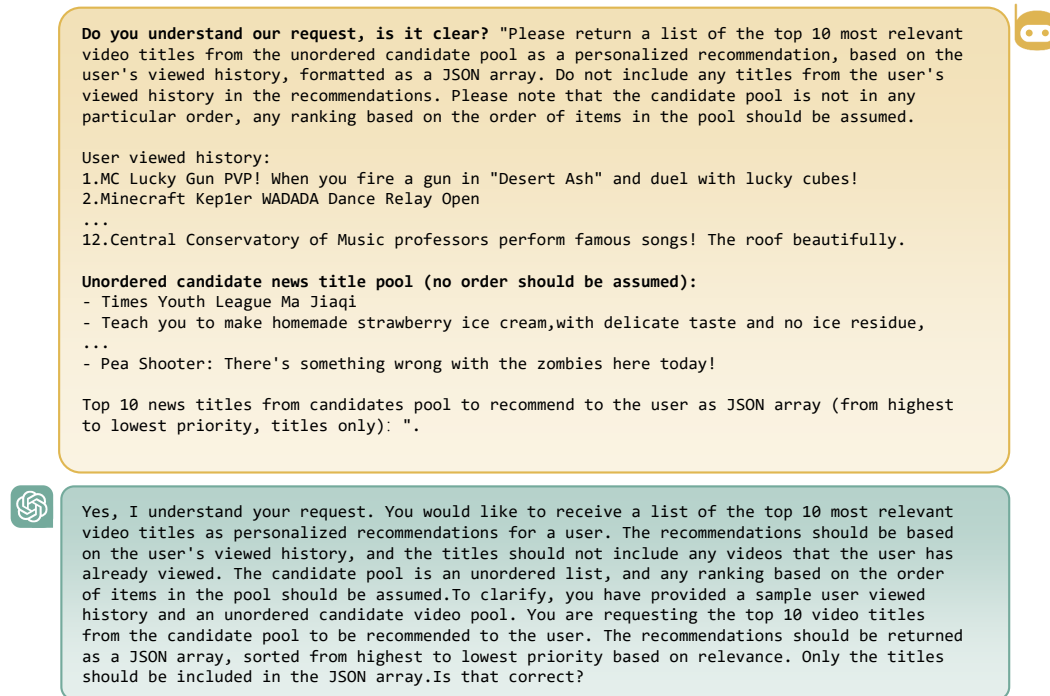 Do you understand our request, is it clear? "Please return a list of the top 10 most relevant
video titles from the unordered candidate pool as a personalized recommendation, based on the
user's viewed history, formatted as a JSON array. Do not include any titles from the user's
viewed history in the recommendations. Please note that the candidate pool is not in any
particular order, any ranking based on the order of items in the pool should be assumed.
User viewed history:
1.MC Lucky Gun PVP! When you fire a gun in "Desert Ash" and duel with lucky cubes!
2.Minecraft Kep1er WADADA Dance Relay Open
...
12.Central Conservatory of Music professors perform famous songs! The roof beautifully.
Unordered candidate news title pool (no order should be assumed):
- Times Youth League Ma Jiaqi
- Teach you to make homemade strawberry ice cream,with delicate taste and no ice residue,
...
- Pea Shooter: There's something wrong with the zombies here today!
Top 10 news titles from candidates pool to recommend to the user as JSON array (from highest
to lowest priority, titles only): ".
Yes, I understand your request. You would like to receive a list of the top 10 most relevant
video titles as personalized recommendations for a user. The recommendations should be based
on the user's viewed history, and the titles should not include any videos that the user has
already viewed. The candidate pool is an unordered list, and any ranking based on the order
of items in the pool should be assumed.To clarify, you have provided a sample user viewed
history and an unordered candidate video pool. You are requesting the top 10 video titles
from the candidate pool to be recommended to the user. The recommendations should be returned
as a JSON array, sorted from highest to lowest priority based on relevance. Only the titles
should be included in the JSON array.Is that correct?